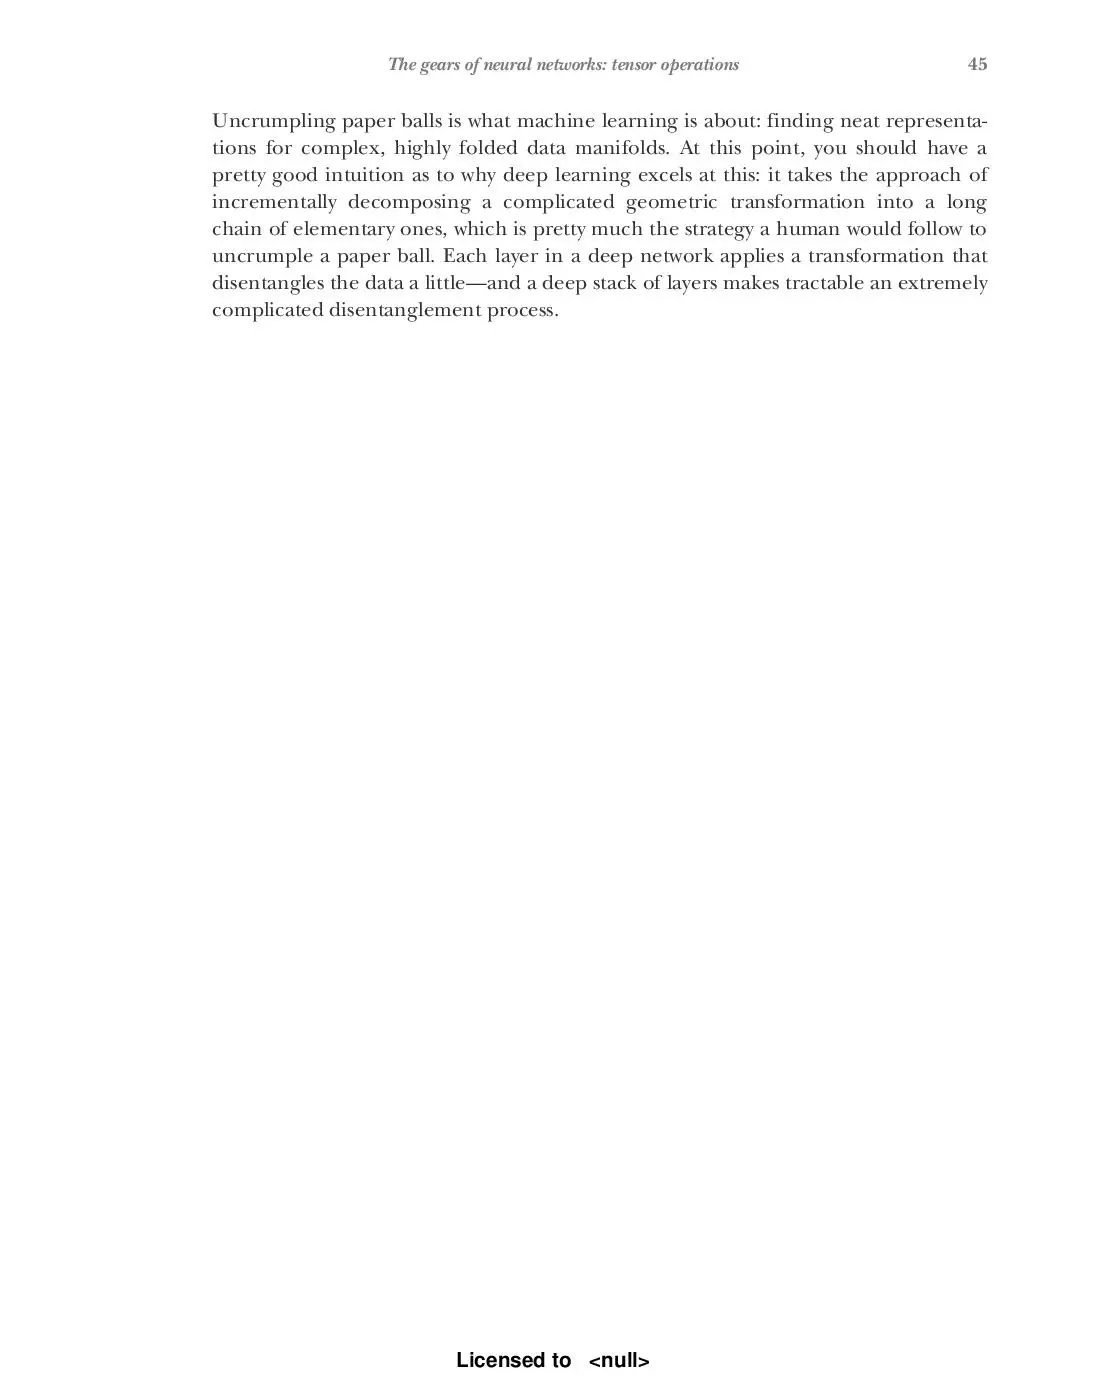 The gears of neural networks: tensor operations 45
Uncrumpling paper balls is what machine learning is about: finding neat representa-
tions for complex, highly folded data manifolds. At this point, you should have a
pretty good intuition as to why deep learning excels at this: it takes the approach of
incrementally decomposing a complicated geometric transformation into a long
chain of elementary ones, which is pretty much the strategy a human would follow to
uncrumple a paper ball. Each layer in a deep network applies a transformation that
disentangles the data a little—and a deep stack of layers makes tractable an extremely
complicated disentanglement process.
Licensed to <null>